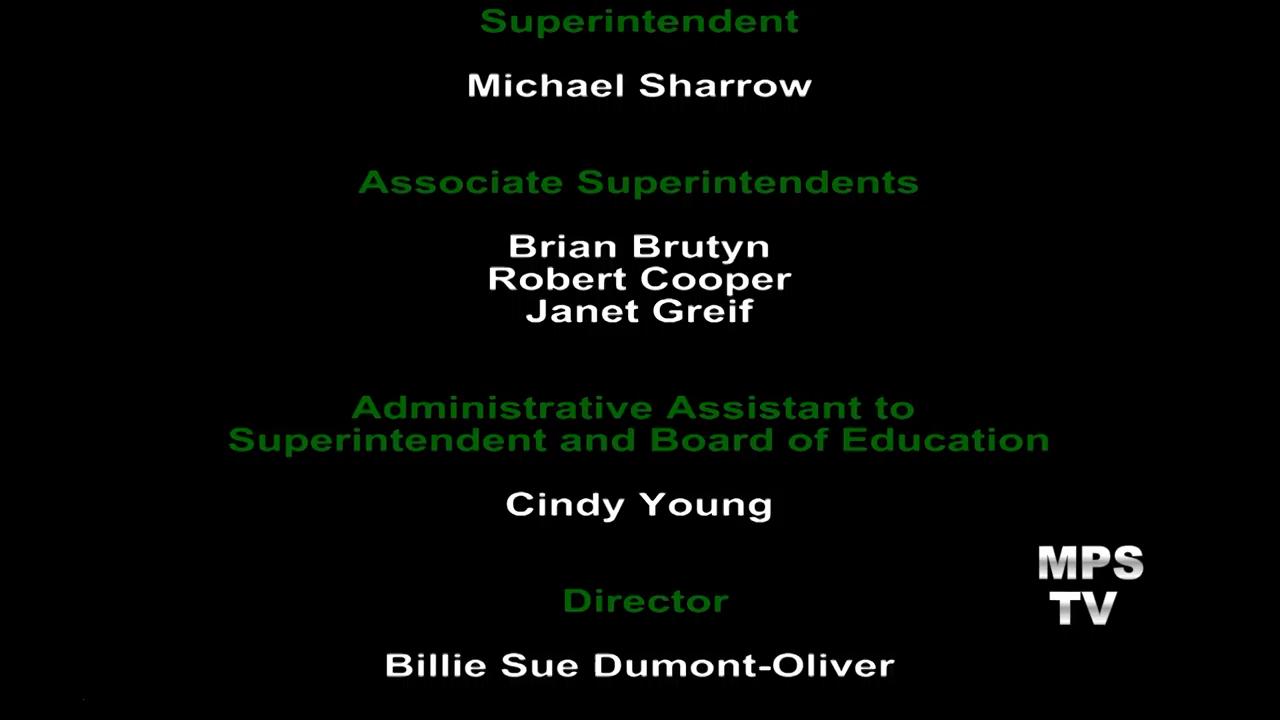 Superintendent
Michael Sharrow
Associate Superintendents
Brian Brutyn
Robert Cooper
Janet Greif
Administrative Assistant to
Superintendent and Board of Education
Cindy Young
MPS
TV
Director
Billie Sue Dumont-Oliver